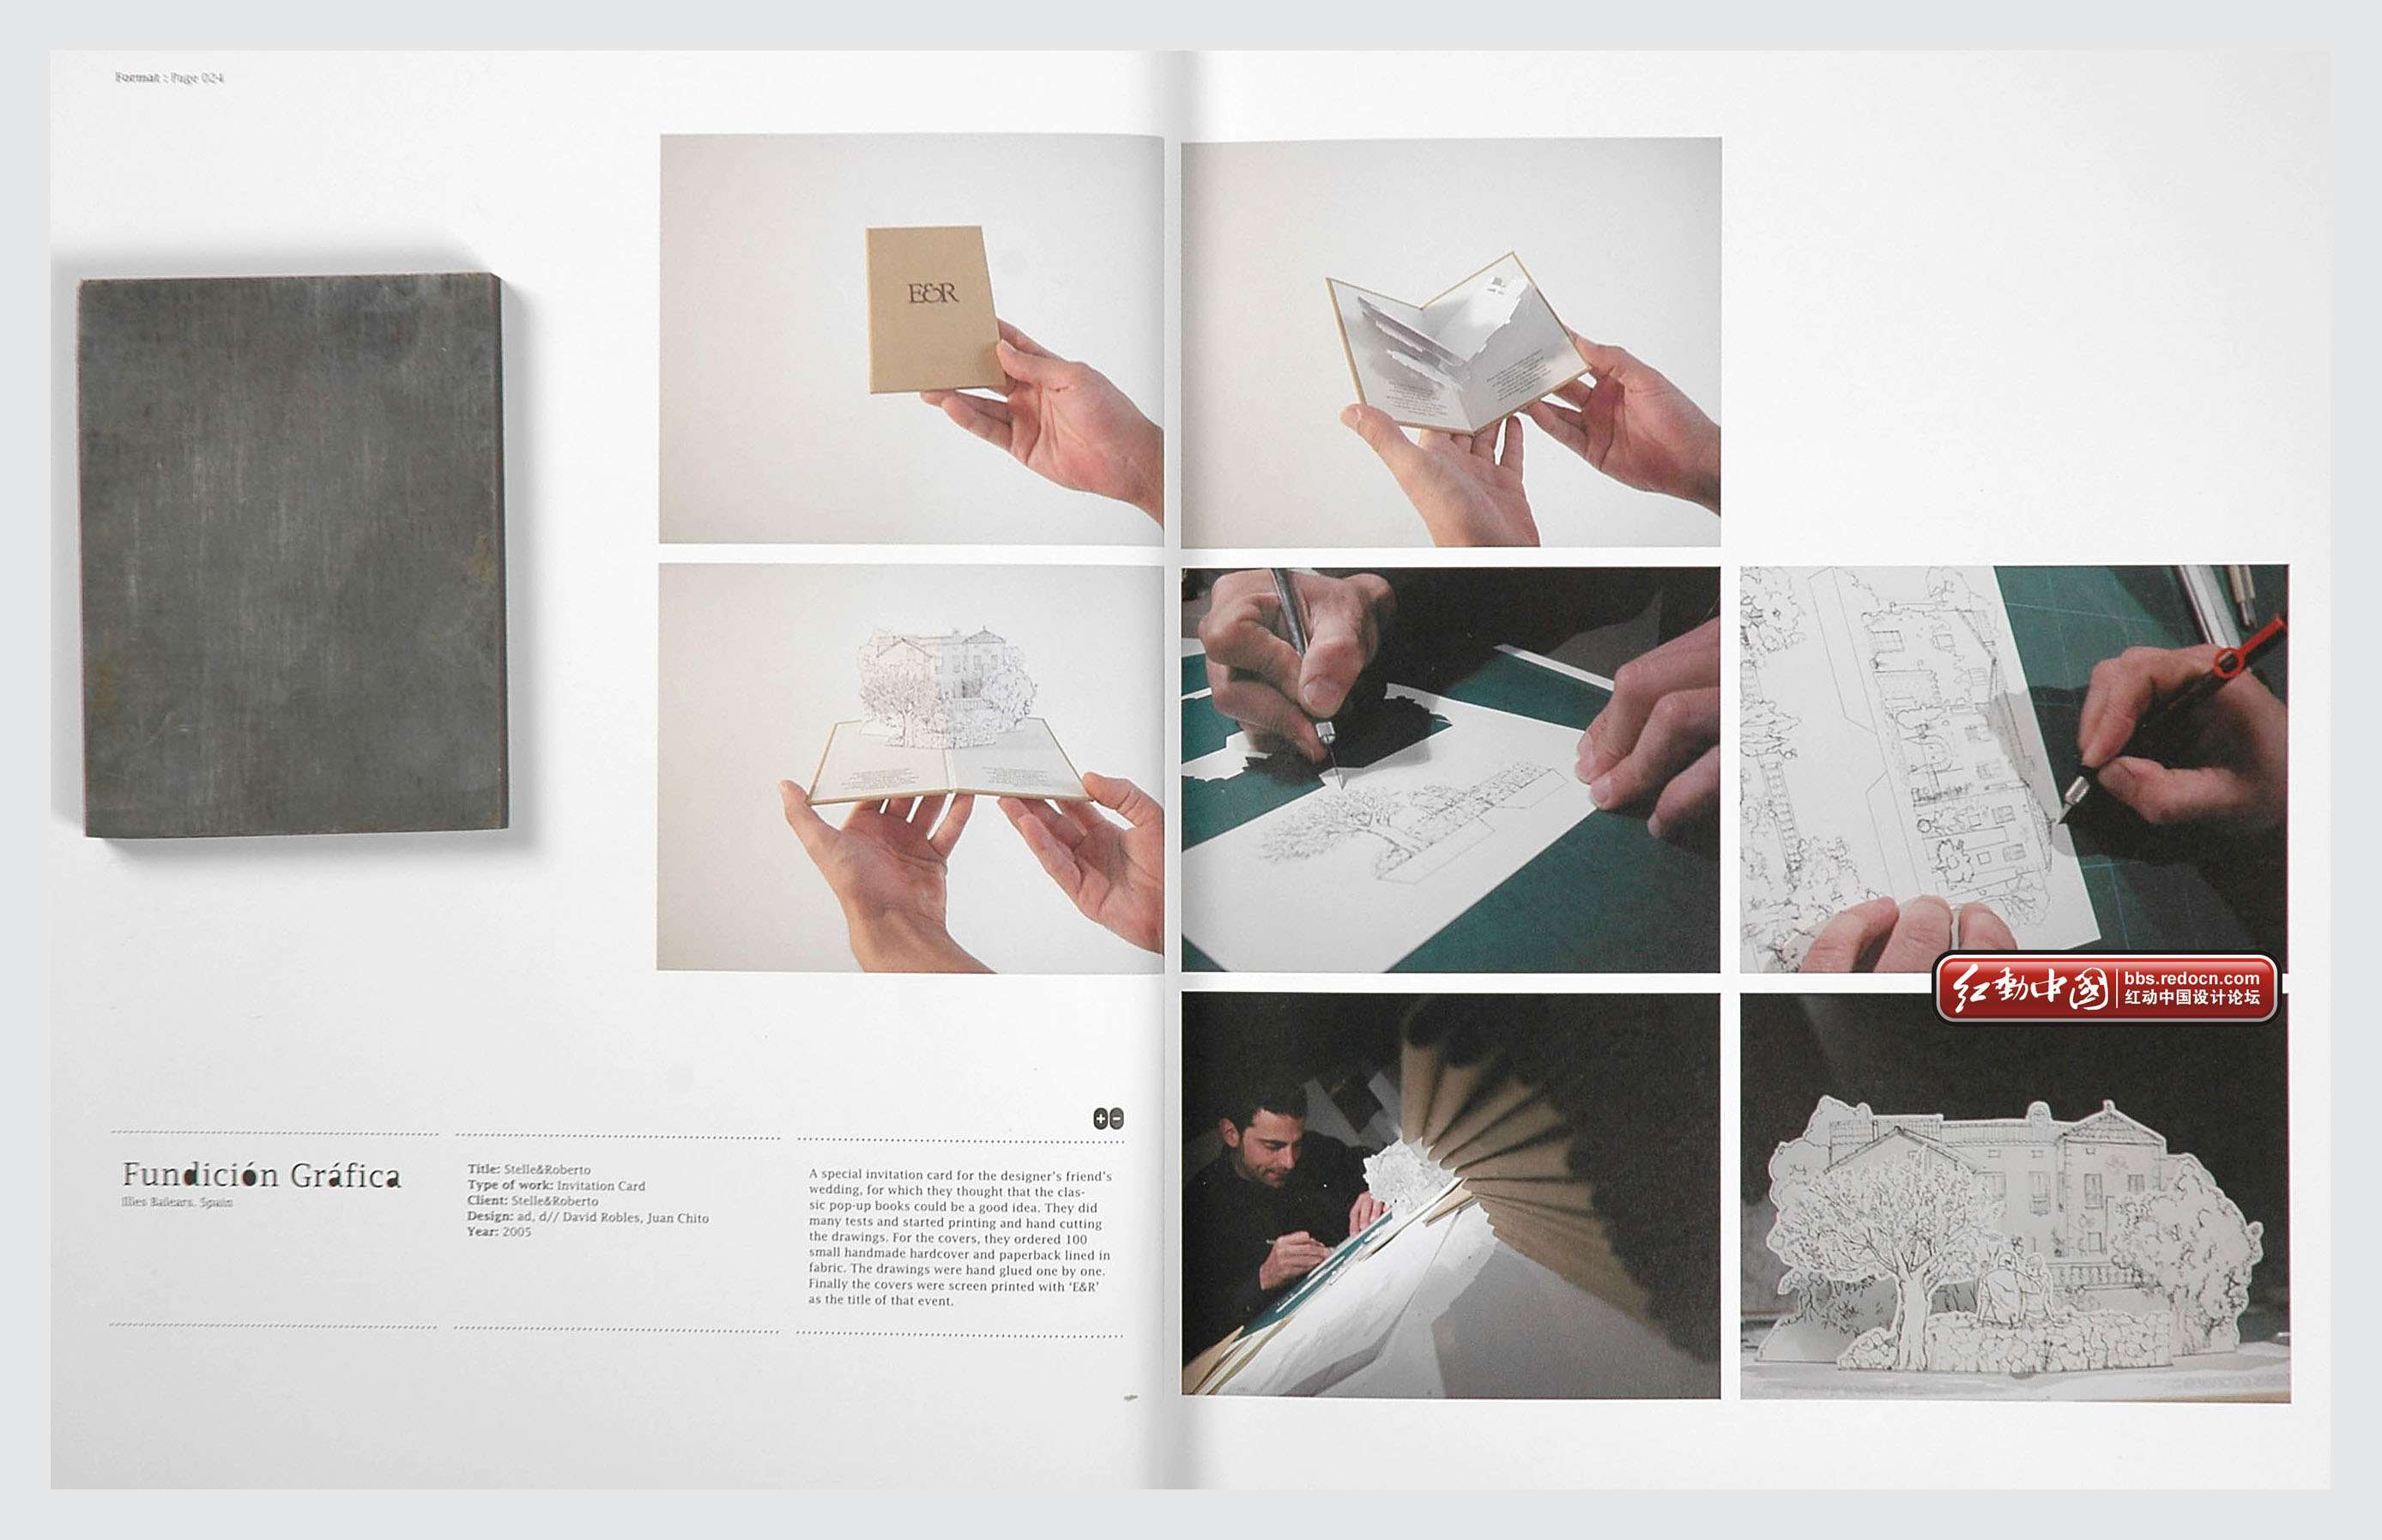 Format : Page 024
E&R
Fundición Gráfica
Illes Balears. Spain
Title: Stelle&Roberto
Type of work: Invitation Card
Client: Stelle&Roberto
Design: ad, d// David Robles, Juan Chito
Year: 2005
A special invitation card for the designer's friend's
wedding, for which they thought that the clas-
sic pop-up books could be a good idea. They did
many tests and started printing and hand cutting
the drawings. For the covers, they ordered 100
small handmade hardcover and paperback lined in
fabric. The drawings were hand glued one by one.
Finally the covers were screen printed with ‘E&R’
as the title of that event.
红動中國
bbs.redocn.com
红动中国设计论坛